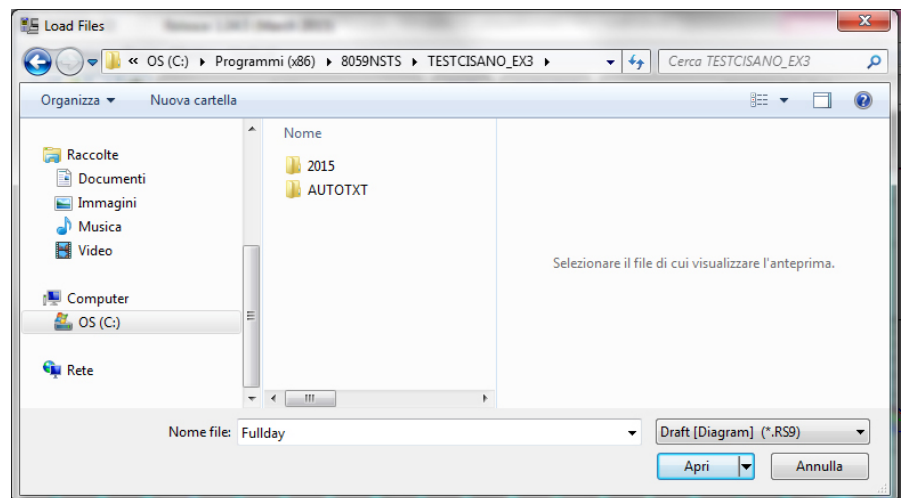 Load Files
« OS (C:) ▸ Programmi (x86) ▸ 8059NSTS ▸ TESTCISANO_EX3 ▸
Cerca TESTCISANO_EX3
Organizza
Nuova cartella
Nome
Raccolte
Documenti
Immagini
Musica
Video
Computer
OS (C:)
Rete
2015
AUTOTXT
Selezionare il file di cui visualizzare l'anteprima.
Nome file: Fullday
Draft [Diagram] (*.RS9)
Apri
Annulla